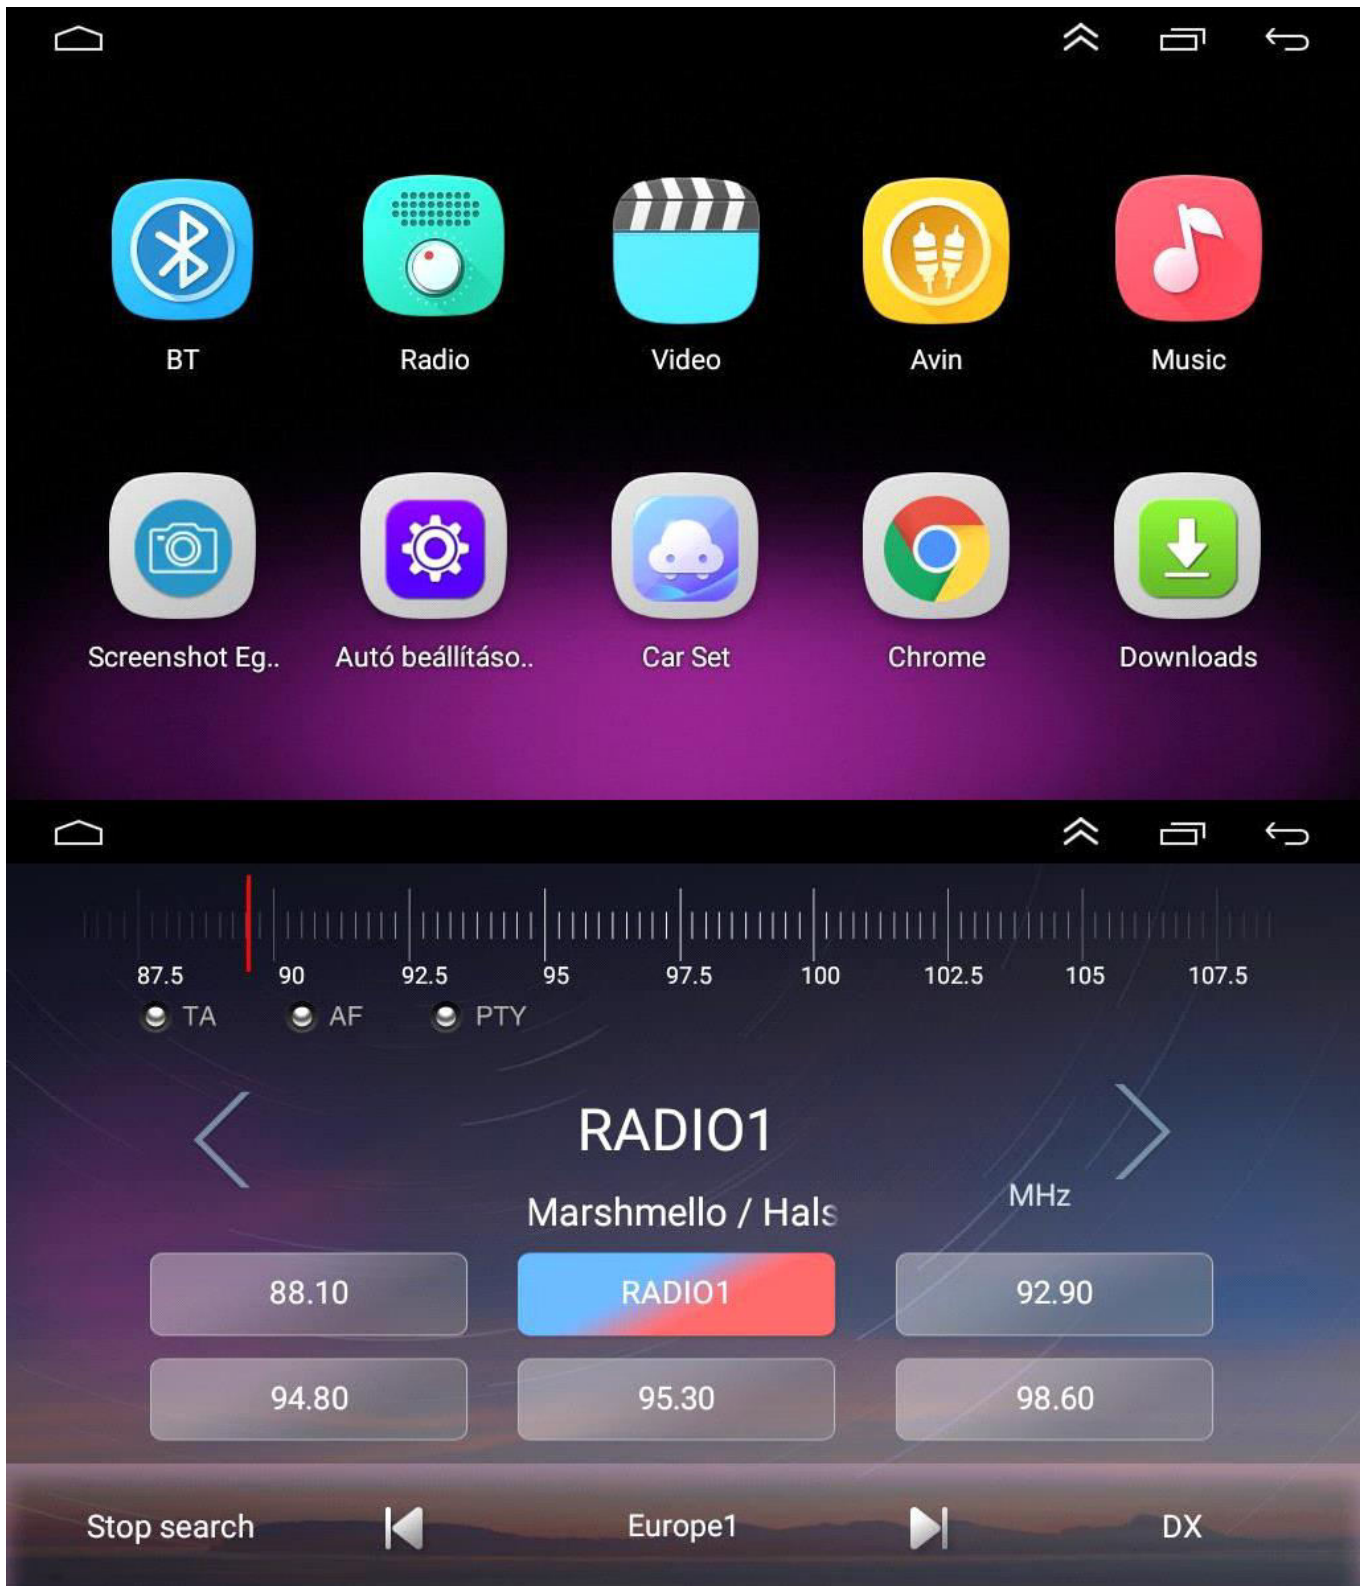 BT Radio Video Avin Music
Screenshot Eg.. Autó beállításo.. Car Set Chrome Downloads
87.5 90 92.5 95 97.5 100 102.5 105 107.5
TA AF PTY
RADIO1
MHz
Marshmello / Hals
88.10 RADIO1 92.90
94.80 95.30 98.60
Stop search Europe1 DX